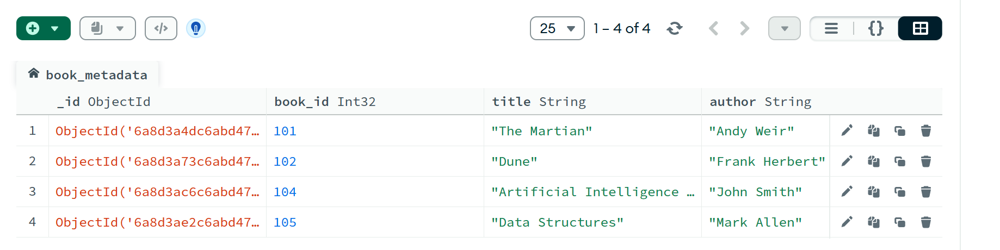 25 1 – 4 of 4
book_metadata
_id ObjectId book_id Int32 title String author String
1 ObjectId('6a8d3a4dc6abd47… 101 "The Martian" "Andy Weir"
2 ObjectId('6a8d3a73c6abd47… 102 "Dune" "Frank Herbert"
3 ObjectId('6a8d3ac6c6abd47… 104 "Artificial Intelligence … "John Smith"
4 ObjectId('6a8d3ae2c6abd47… 105 "Data Structures" "Mark Allen"